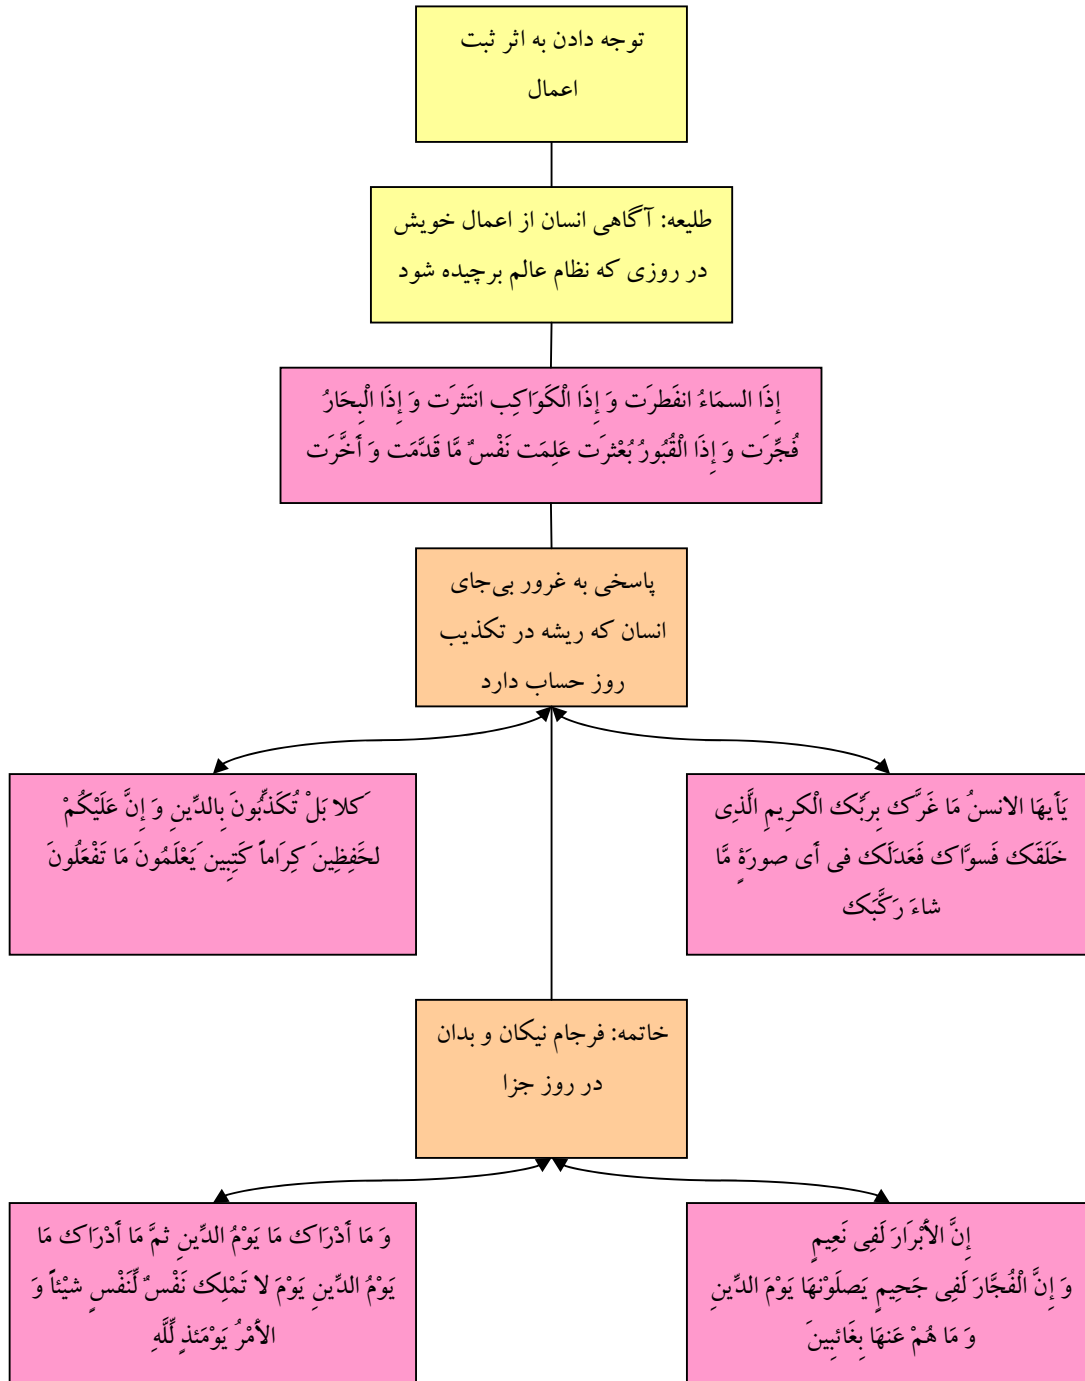 توجه دادن به اثر ثبت
اعمال
طلیعه: آگاهی انسان از اعمال خویش
در روزی که نظام عالم برچیده شود
إِذَا السمَاءُ انفَطرَت وَ إِذَا الْكَوَاكِب انتَثرَت وَ إِذَا الْبِحَارُ
فُجِّرَت وَ إِذَا الْقُبُورُ بُعْثرَت عَلِمَت نَفْسٌ مَّا قَدَّمَت وَ أَخَّرَت
پاسخی به غرور بی‌جای
انسان که ریشه در تکذیب
روز حساب دارد
يَأَيهَا الانسنُ مَا غَرَّك بِرَبِّك الْكرِيمِ الَّذِى
خَلَقَك فَسوَّاك فَعَدَلَك فى أَى صورَةٍ مَّا
شاءَ رَكَّبَك
كلا بَلْ تُكَذِّبُونَ بِالدِّينِ وَ إِنَّ عَلَيْكُمْ
لحَفِظِينَ كِرَاماً كَتِبِين يَعْلَمُونَ مَا تَفْعَلُونَ
خاتمه: فرجام نیکان و بدان
در روز جزا
إِنَّ الأَبْرَارَ لَفِى نَعِيمٍ
وَ إِنَّ الْفُجَّارَ لَفِى جَحِيمٍ يَصلَوْنهَا يَوْمَ الدِّينِ
وَ مَا هُمْ عَنهَا بِغَائبِينَ
وَ مَا أَدْرَاك مَا يَوْمُ الدِّينِ ثمَّ مَا أَدْرَاك مَا
يَوْمُ الدِّينِ يَوْمَ لا تَمْلِك نَفْسٌ لِّنَفْسٍ شيْئاً وَ
الأَمْرُ يَوْمَئذٍ لِّلَّهِ